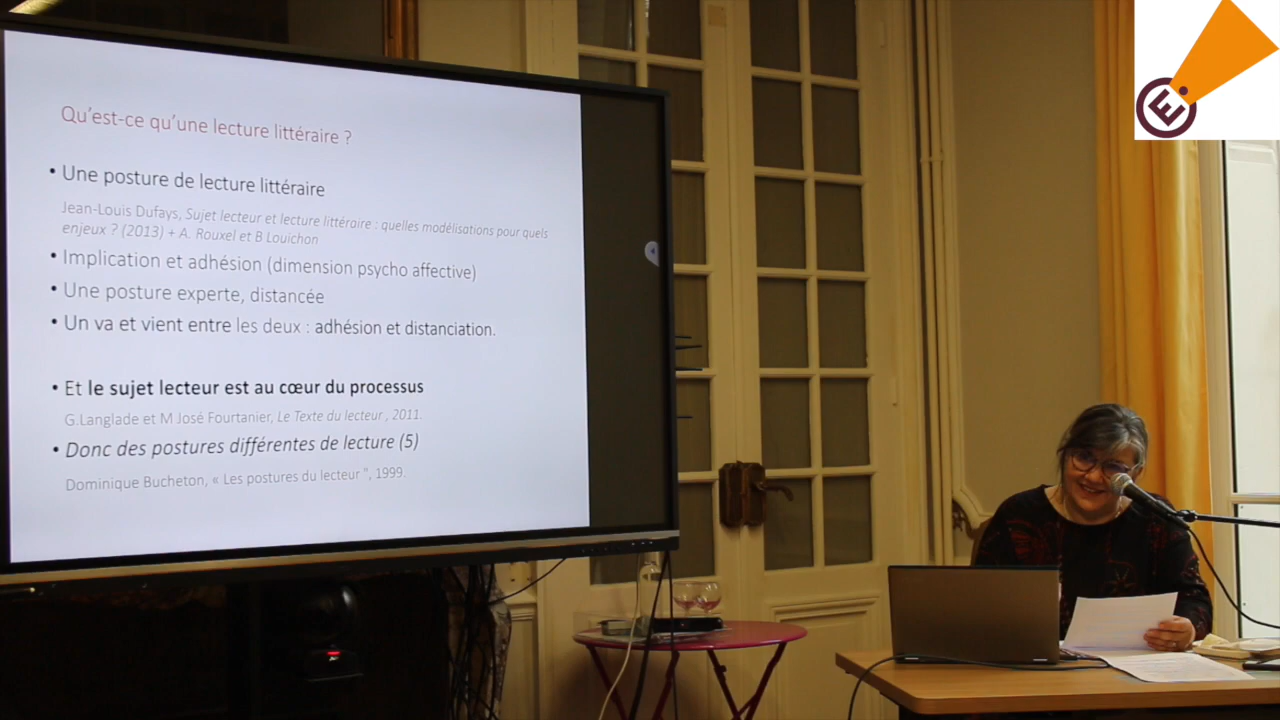 Qu'est-ce qu'une lecture littéraire ?
• Une posture de lecture littéraire
Jean-Louis Dufays, Sujet lecteur et lecture littéraire : quelles modélisations pour quels
enjeux ? (2013) + A. Rouxel et B Louichon
• Implication et adhésion (dimension psycho affective)
• Une posture experte, distancée
• Un va et vient entre les deux : adhésion et distanciation.
• Et le sujet lecteur est au cœur du processus
G.Langlade et M José Fourtanier, Le Texte du lecteur , 2011.
• Donc des postures différentes de lecture (5)
Dominique Bucheton, « Les postures du lecteur ", 1999.
E